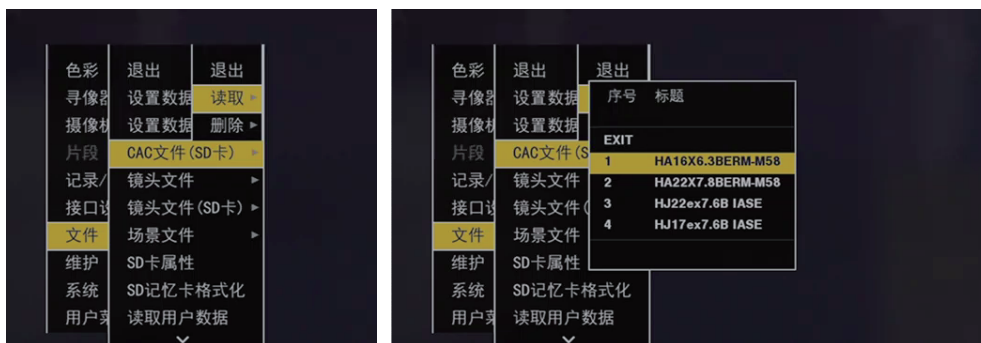 色彩 退出 退出
寻像器 设置数据 读取
摄像机 设置数据 删除
片段 CAC文件(SD卡)
记录/ 镜头文件
接口设 镜头文件(SD卡)
文件 场景文件
维护 SD卡属性
系统 SD记忆卡格式化
用户菜 读取用户数据
色彩 退出 退出
寻像器 设置数据 序号 标题
摄像机 设置数据
EXIT
片段 CAC文件(S 1 HA16X6.3BERM-M58
记录/ 镜头文件 2 HA22X7.8BERM-M58
接口设 镜头文件( 3 HJ22ex7.6B IASE
4 HJ17ex7.6B IASE
文件 场景文件
维护 SD卡属性
系统 SD记忆卡格式化
用户菜 读取用户数据